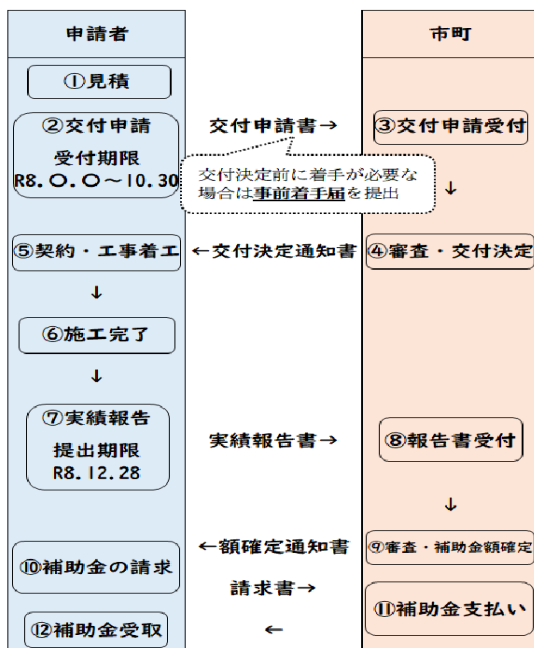 申請者
市町
①見積
②交付申請
受付期限
R8.〇.〇～10.30
交付申請書→
③交付申請受付
交付決定前に着手が必要な
場合は事前着手届を提出
↓
⑤契約・工事着工
←交付決定通知書
④審査・交付決定
↓
⑥施工完了
↓
⑦実績報告
提出期限
R8.12.28
実績報告書→
⑧報告書受付
↓
←額確定通知書
⑨審査・補助金額確定
⑩補助金の請求
請求書→
⑪補助金支払い
⑫補助金受取
←